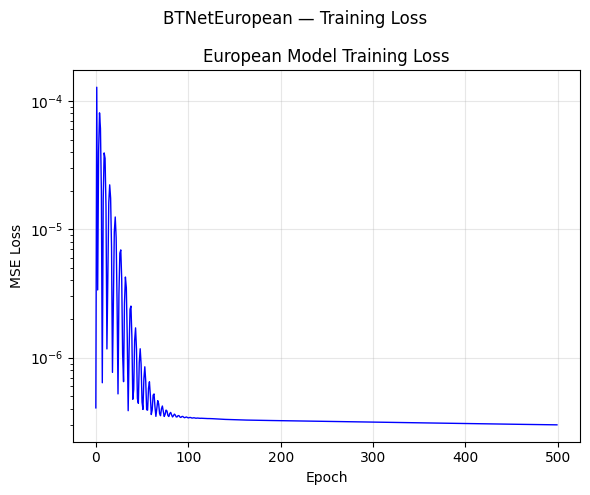 BTNetEuropean — Training Loss
European Model Training Loss
MSE Loss
10⁻⁴
10⁻⁵
10⁻⁶
0 100 200 300 400 500
Epoch